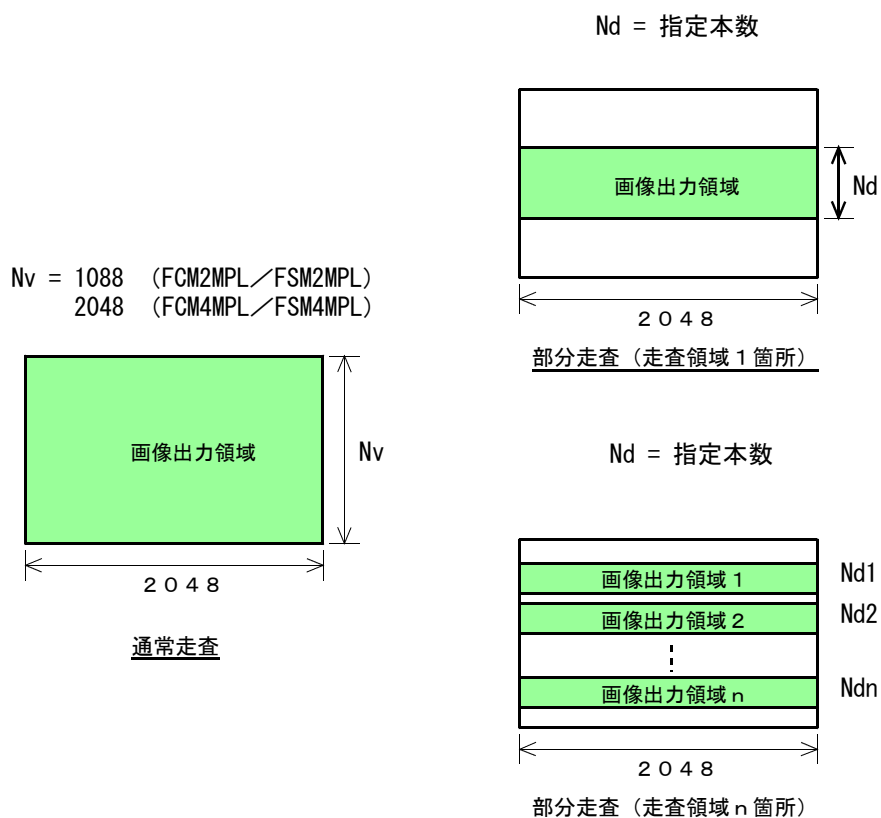 Nd = 指定本数
画像出力領域
Nd
2048
部分走査（走査領域1箇所）
Nv = 1088 （FCM2MPL／FSM2MPL）
2048 （FCM4MPL／FSM4MPL）
画像出力領域
Nv
2048
通常走査
Nd = 指定本数
画像出力領域1
Nd1
画像出力領域2
Nd2
画像出力領域n
Ndn
2048
部分走査（走査領域n箇所）